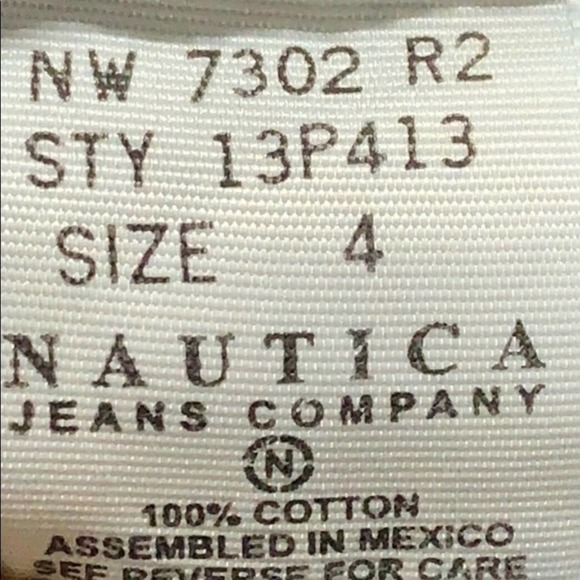 NW 7302 R2
STY 13P413
SIZE 4
NAUTICA
JEANS COMPANY
N
100% COTTON
ASSEMBLED IN MEXICO
SEE REVERSE FOR CARE